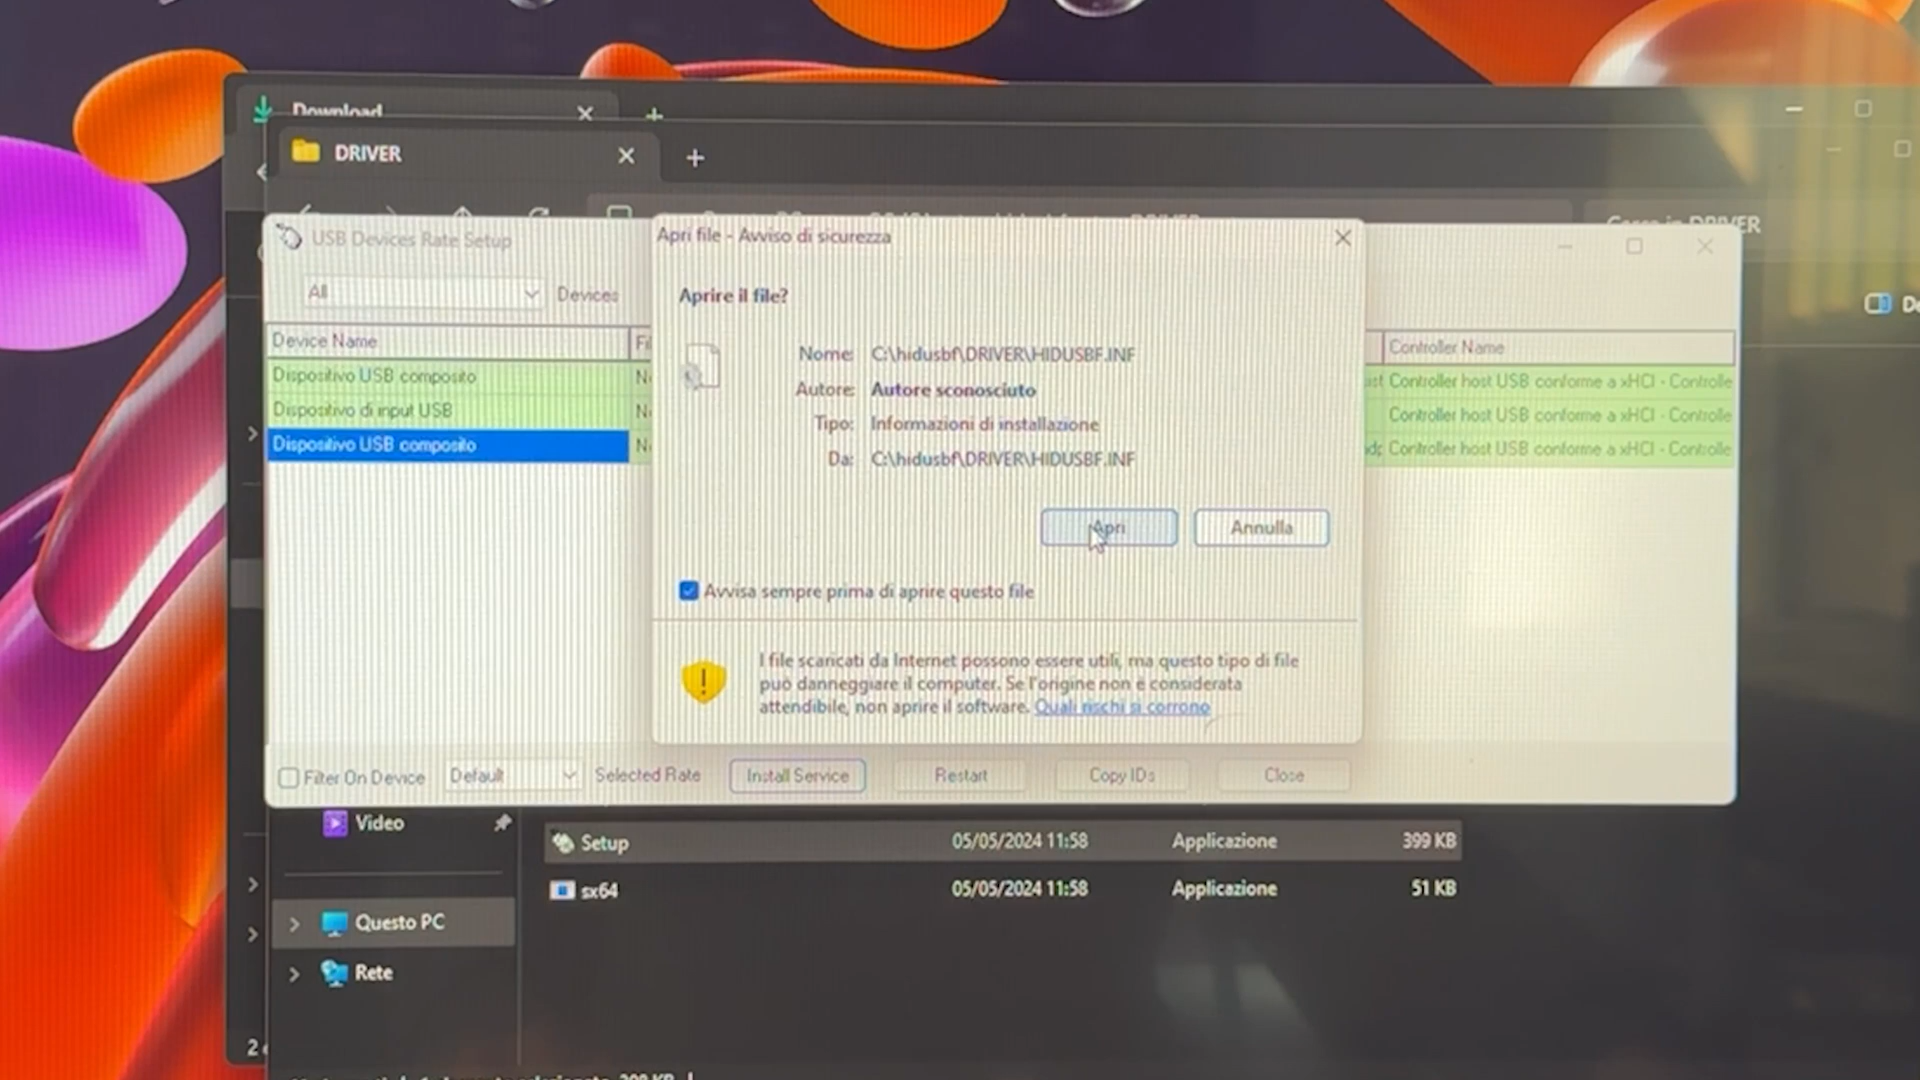 Download
DRIVER
USB Devices Rate Setup
Apri file - Avviso di sicurezza
All
Devices
Aprire il file?
Device Name
Controller Name
Nome: C:\hidusbf\DRIVER\HIDUSBF.INF
Dispositivo USB composito
Controller host USB conforme a xHCI - Controlle
Autore: Autore sconosciuto
Dispositivo di input USB
Controller host USB conforme a xHCI - Controlle
Tipo: Informazioni di installazione
Dispositivo USB composito
Controller host USB conforme a xHCI - Controlle
Da: C:\hidusbf\DRIVER\HIDUSBF.INF
Apri
Annulla
Avvisa sempre prima di aprire questo file
I file scaricati da Internet possono essere utili, ma questo tipo di file
può danneggiare il computer. Se l'origine non è considerata
attendibile, non aprire il software. Quali rischi si corrono
Filter On Device
Default
Selected Rate
Install Service
Restart
Copy IDs
Close
Video
Setup 05/05/2024 11:58 Applicazione 399 KB
sx64 05/05/2024 11:58 Applicazione 51 KB
Questo PC
Rete
2